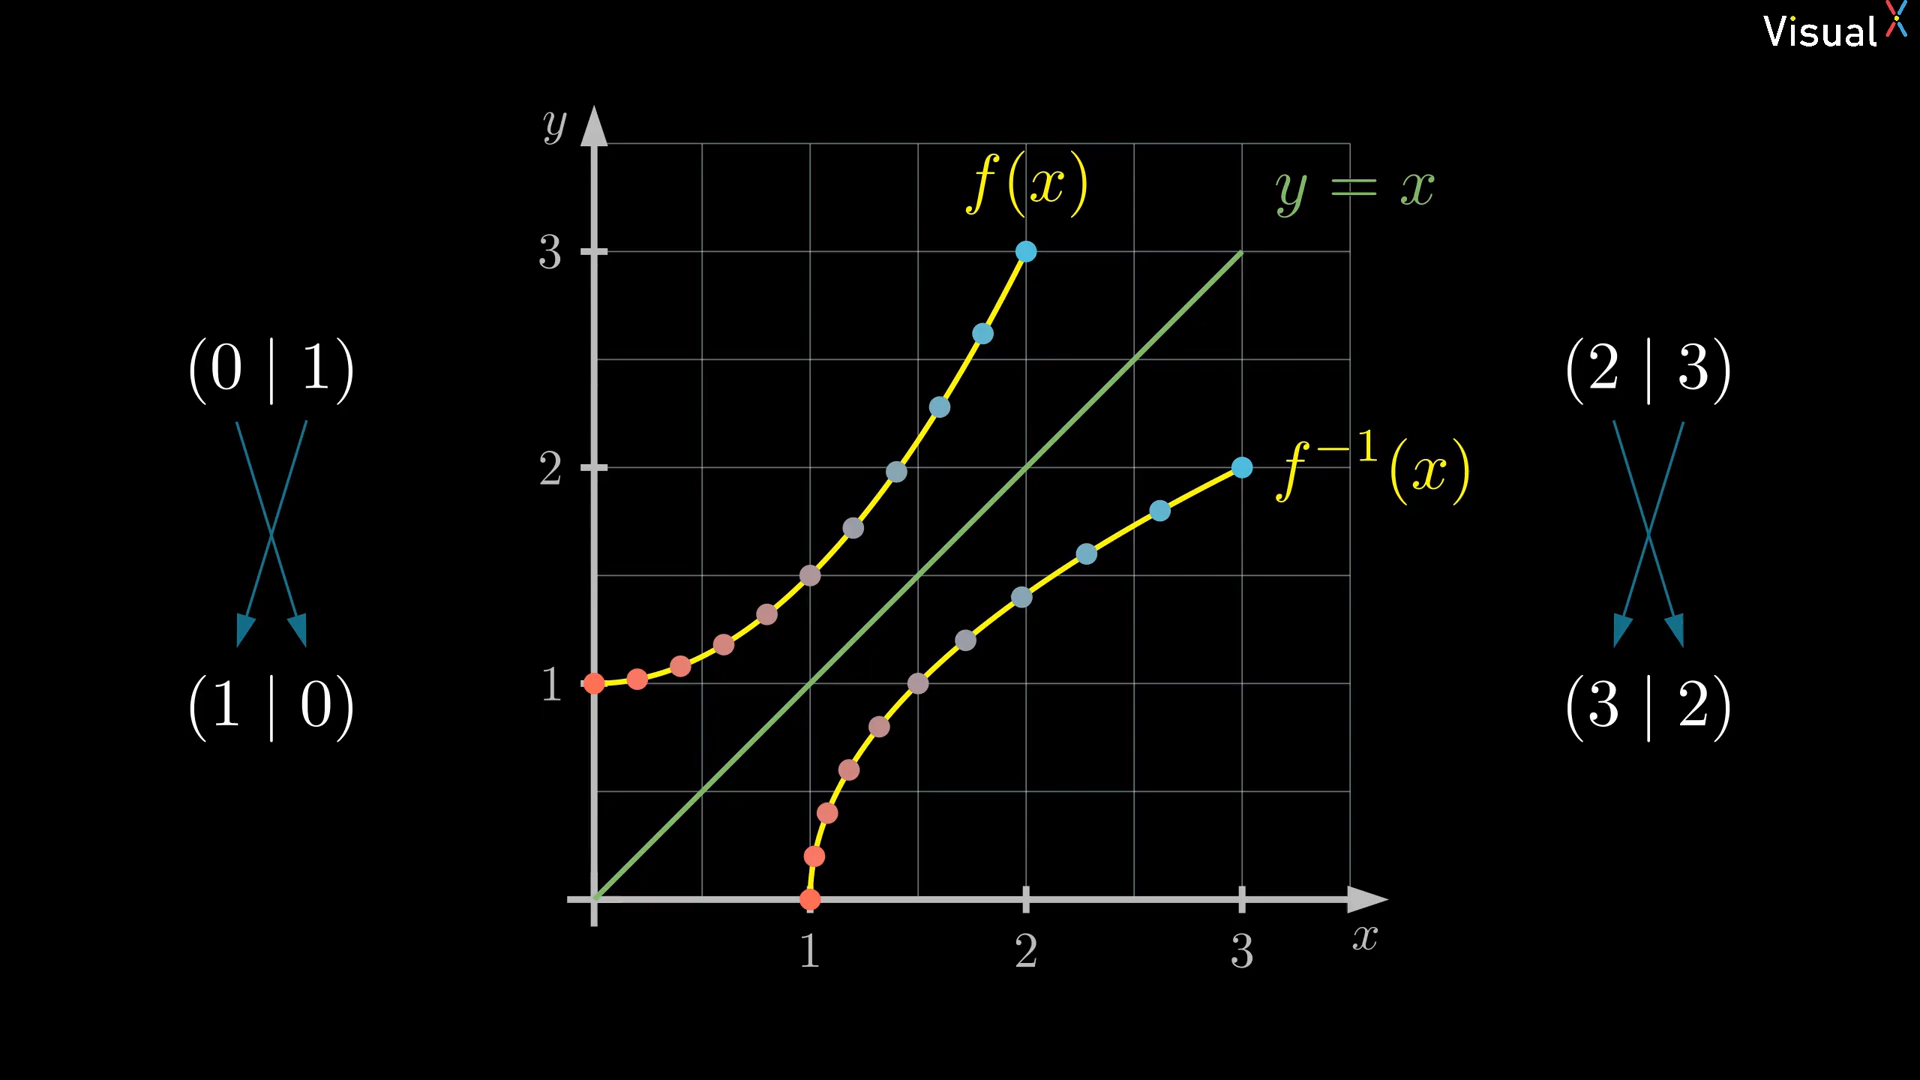 Visual X
y
f(x)
y = x
3
(0 | 1)
(2 | 3)
2
f⁻¹(x)
1
(1 | 0)
(3 | 2)
1 2 3
x